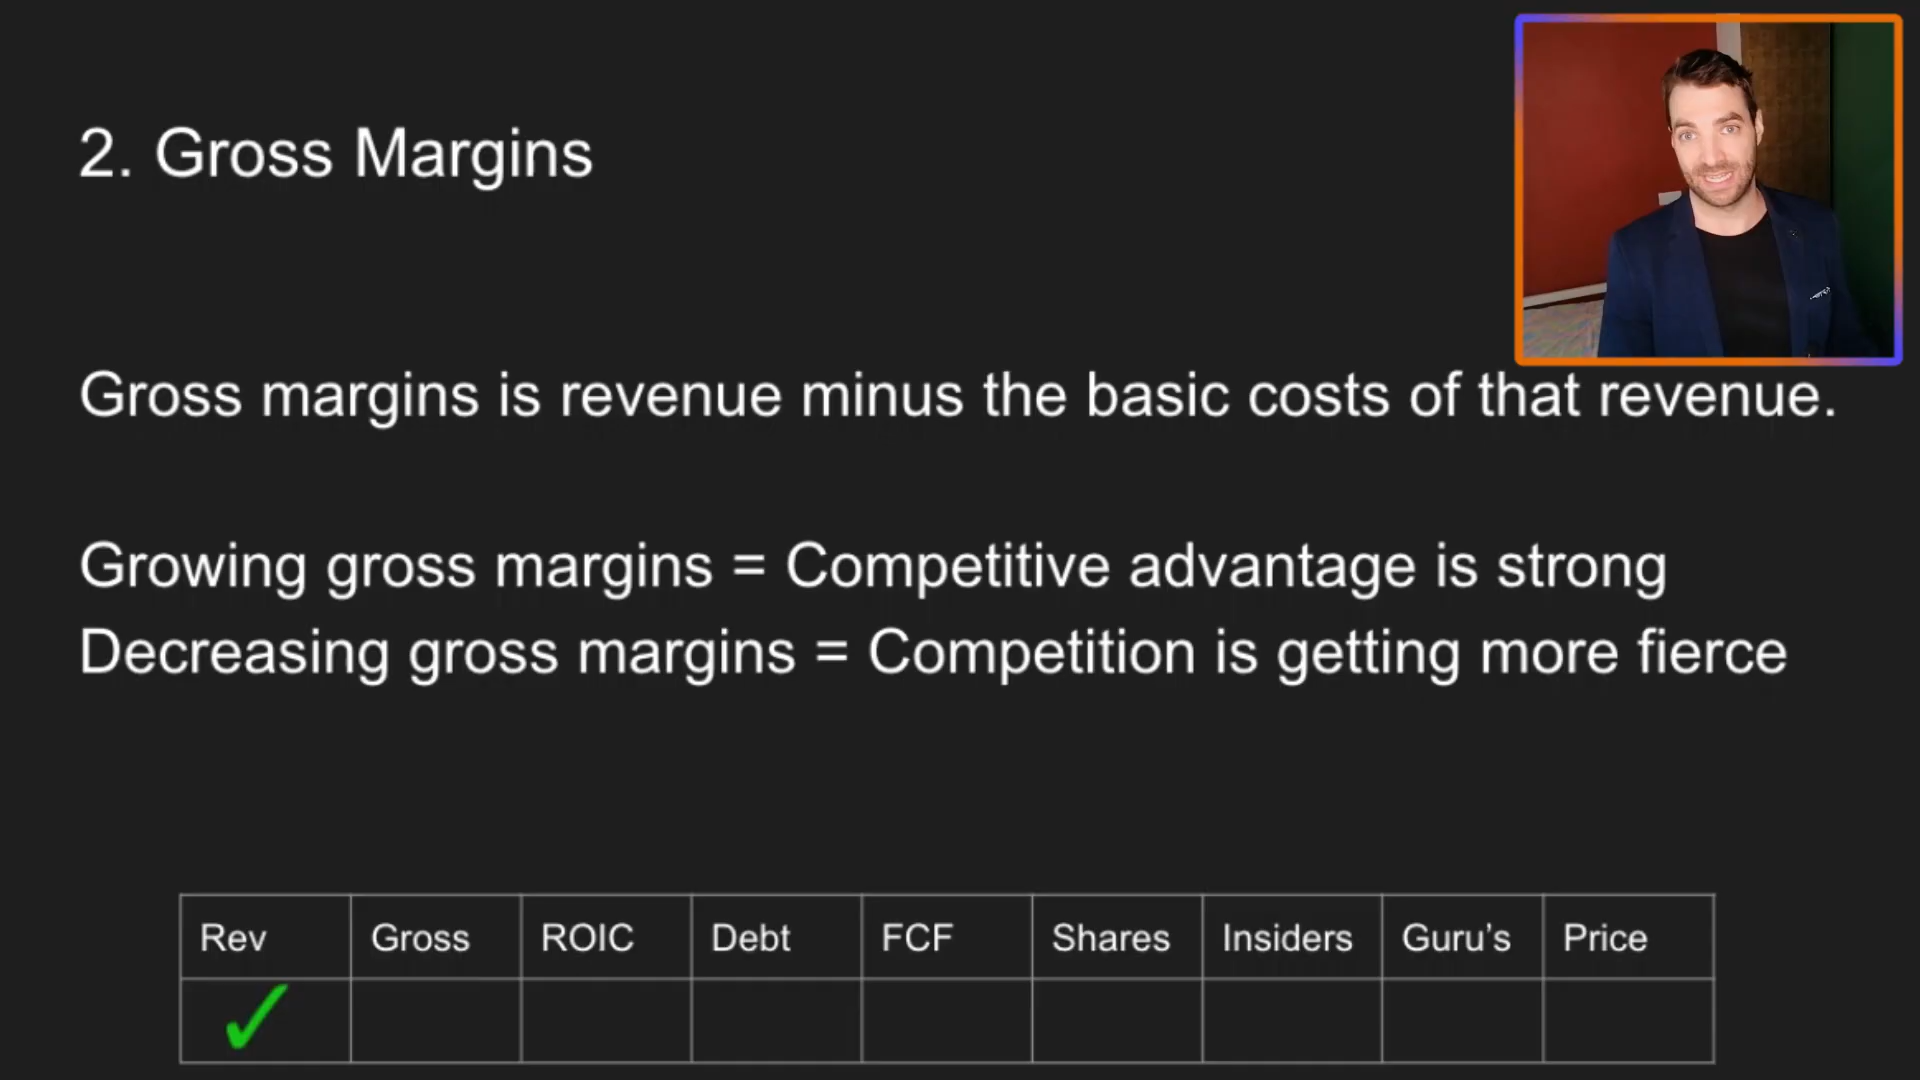 2. Gross Margins
Gross margins is revenue minus the basic costs of that revenue.
Growing gross margins = Competitive advantage is strong
Decreasing gross margins = Competition is getting more fierce
Rev Gross ROIC Debt FCF Shares Insiders Guru’s Price